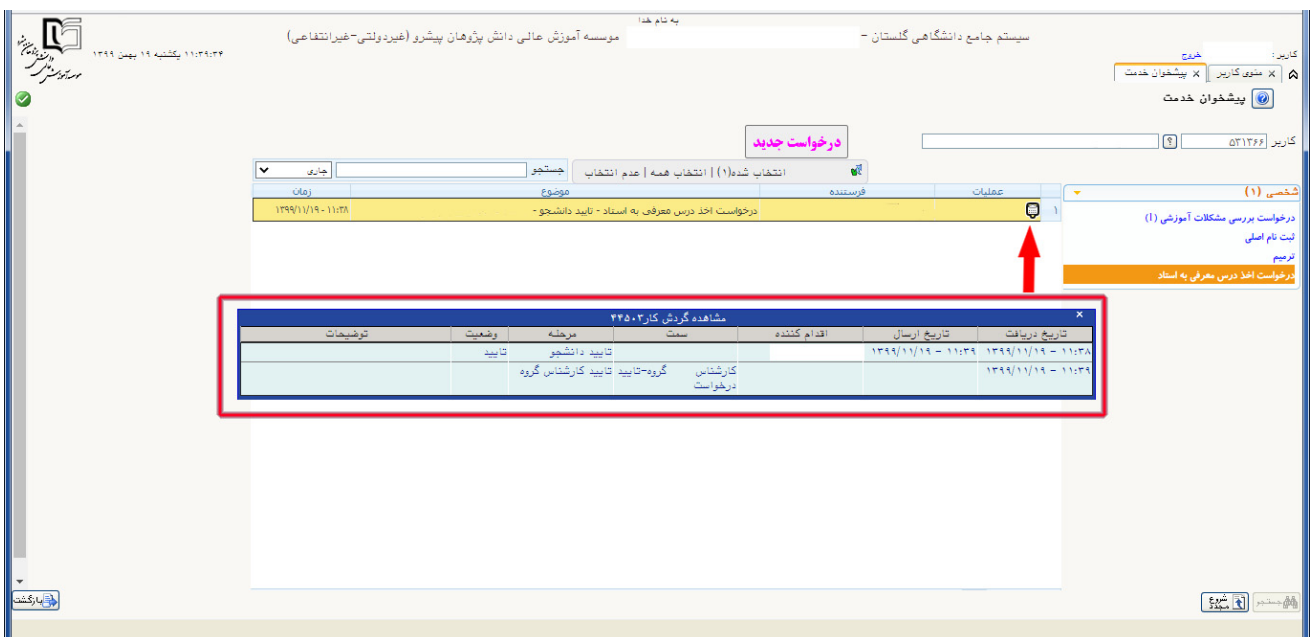 به نام خدا
سیستم جامع دانشگاهی گلستان - موسسه آموزش عالی دانش پژوهان پیشرو (غیردولتی-غیرانتفاعی)
۱۱:۳۹:۳۴ یکشنبه ۱۹ بهمن ۱۳۹۹
کاربر : خروج
منوی کاربر x پیشخوان خدمت x
پیشخوان خدمت
کاربر ۵۳۱۳۶۶ ؟
درخواست جدید
انتخاب شده(۱) | انتخاب همه | عدم انتخاب جستجو جاری
عملیات فرستنده موضوع زمان
۱ درخواست اخذ درس معرفی به استاد - تایید دانشجو - ۱۳۹۹/۱۱/۱۹ - ۱۱:۳۸
شخصی (۱)
درخواست بررسی مشکلات آموزشی (۱)
ثبت نام اصلی
ترمیم
درخواست اخذ درس معرفی به استاد
مشاهده گردش کار۴۴۵۰۳ x
تاریخ دریافت تاریخ ارسال اقدام کننده سمت مرحله وضعیت توضیحات
۱۳۹۹/۱۱/۱۹ - ۱۱:۳۸ ۱۳۹۹/۱۱/۱۹ - ۱۱:۳۹ تایید دانشجو تایید
۱۳۹۹/۱۱/۱۹ - ۱۱:۳۹ کارشناس گروه-تایید درخواست تایید کارشناس گروه
جستجو شروع مجدد بازگشت